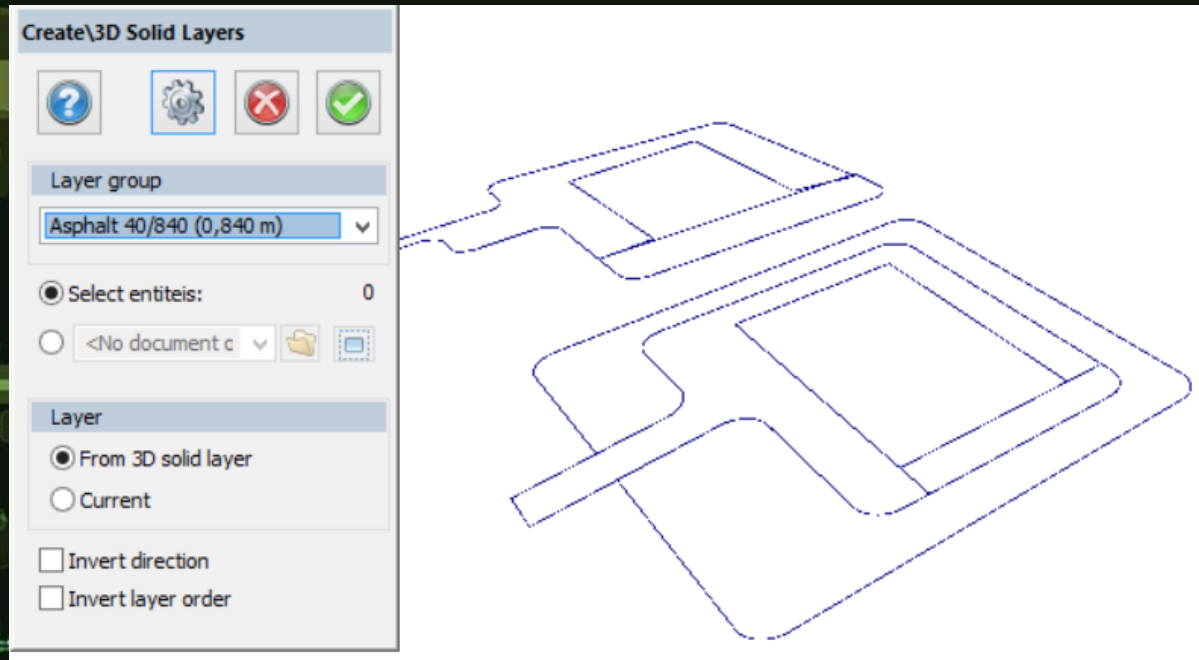 Create\3D Solid Layers
?
Layer group
Asphalt 40/840 (0,840 m)
Select entiteis: 0
<No document c
Layer
From 3D solid layer
Current
Invert direction
Invert layer order